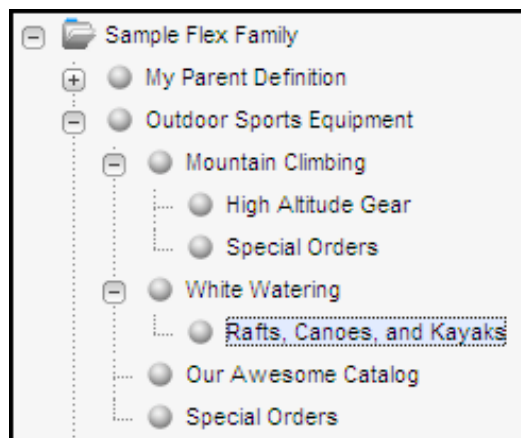 Sample Flex Family
My Parent Definition
Outdoor Sports Equipment
Mountain Climbing
High Altitude Gear
Special Orders
White Watering
Rafts, Canoes, and Kayaks
Our Awesome Catalog
Special Orders